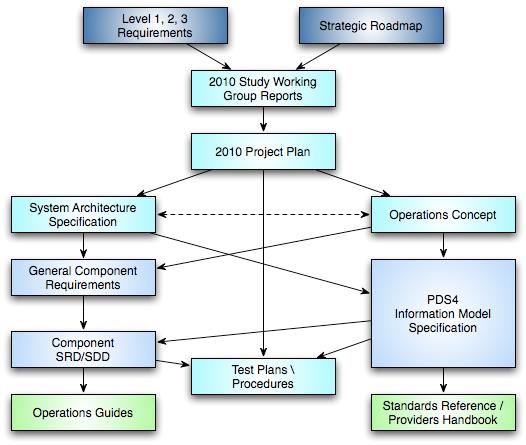 Level 1, 2, 3
Requirements
Strategic Roadmap
2010 Study Working
Group Reports
2010 Project Plan
System Architecture
Specification
Operations Concept
General Component
Requirements
PDS4
Information Model
Specification
Component
SRD/SDD
Test Plans \
Procedures
Operations Guides
Standards Reference /
Providers Handbook